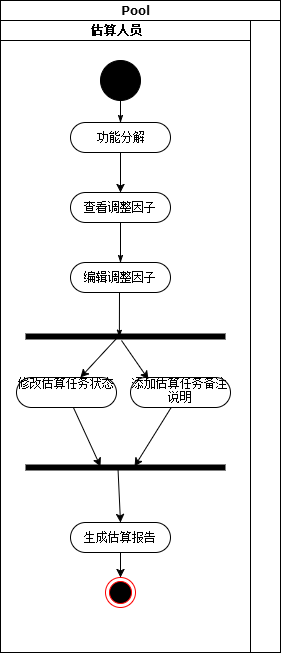 Pool
估算人员
功能分解
查看调整因子
编辑调整因子
修改估算任务状态
添加估算任务备注
说明
生成估算报告